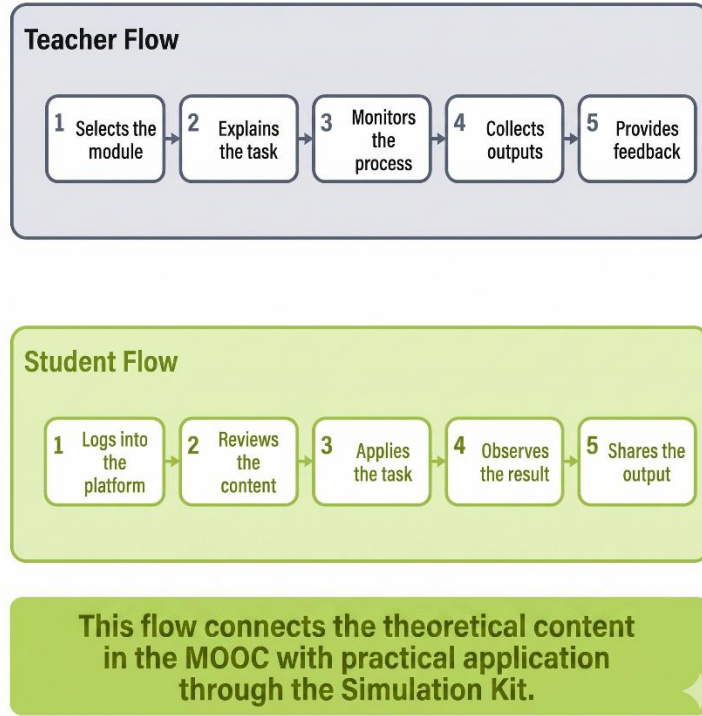 Teacher Flow
1 Selects the
module
2 Explains
the task
3 Monitors
the
process
4 Collects
outputs
5 Provides
feedback
Student Flow
1 Logs into
the
platform
2 Reviews
the
content
3 Applies
the task
4 Observes
the result
5 Shares the
output
This flow connects the theoretical content
in the MOOC with practical application
through the Simulation Kit.